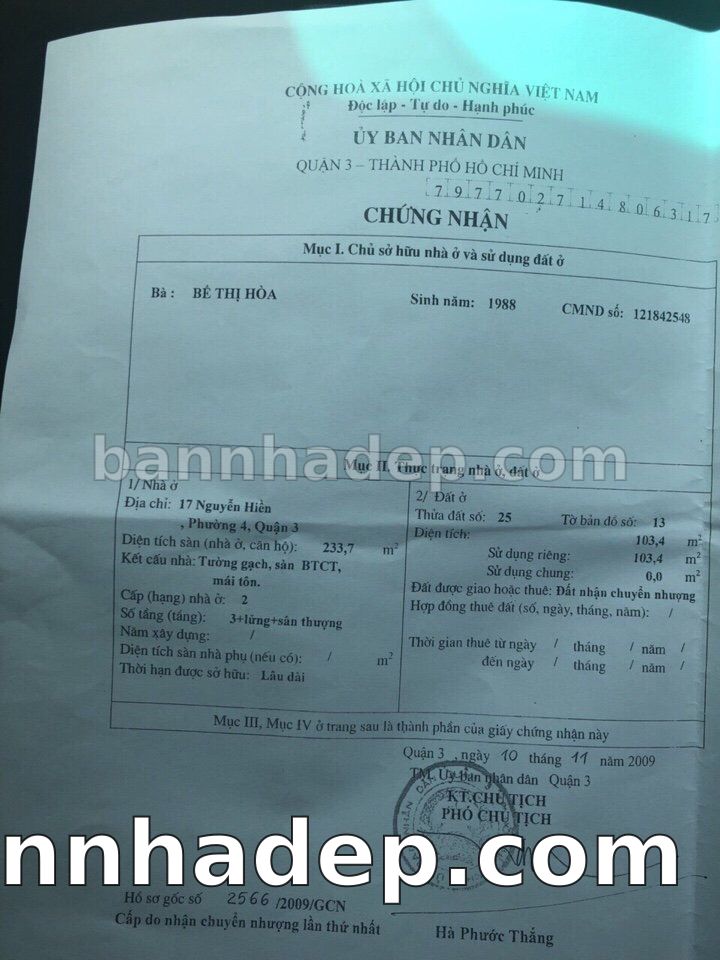 CỘNG HOÀ XÃ HỘI CHỦ NGHĨA VIỆT NAM
Độc lập - Tự do - Hạnh phúc
ỦY BAN NHÂN DÂN
QUẬN 3 – THÀNH PHỐ HỒ CHÍ MINH
797702714806317
CHỨNG NHẬN
Mục I. Chủ sở hữu nhà ở và sử dụng đất ở
Bà : BẾ THỊ HÒA Sinh năm: 1988 CMND số: 121842548
bannhadep.com
Mục II. Thực trạng nhà ở, đất ở
1/ Nhà ở
Địa chỉ: 17 Nguyễn Hiền
, Phường 4, Quận 3
Diện tích sàn (nhà ở, căn hộ): 233,7 m²
Kết cấu nhà: Tường gạch, sàn BTCT,
mái tôn.
Cấp (hạng) nhà ở: 2
Số tầng (tầng): 3+lửng+sân thượng
Năm xây dựng: /
Diện tích sàn nhà phụ (nếu có): / m²
Thời hạn được sở hữu: Lâu dài
2/ Đất ở
Thửa đất số: 25 Tờ bản đồ số: 13
Diện tích: 103,4 m²
Sử dụng riêng: 103,4 m²
Sử dụng chung: 0,0 m²
Đất được giao hoặc thuê: Đất nhận chuyển nhượng
Hợp đồng thuê đất (số, ngày, tháng, năm): /
Thời gian thuê từ ngày / tháng / năm /
đến ngày / tháng / năm /
Mục III, Mục IV ở trang sau là thành phần của giấy chứng nhận này
Quận 3 , ngày 10 tháng 11 năm 2009
TM. Ủy ban nhân dân Quận 3
KT.CHỦ TỊCH
PHÓ CHỦ TỊCH
nnhadep.com
Hồ sơ gốc số 2566 /2009/GCN
Cấp do nhận chuyển nhượng lần thứ nhất
Hà Phước Thắng